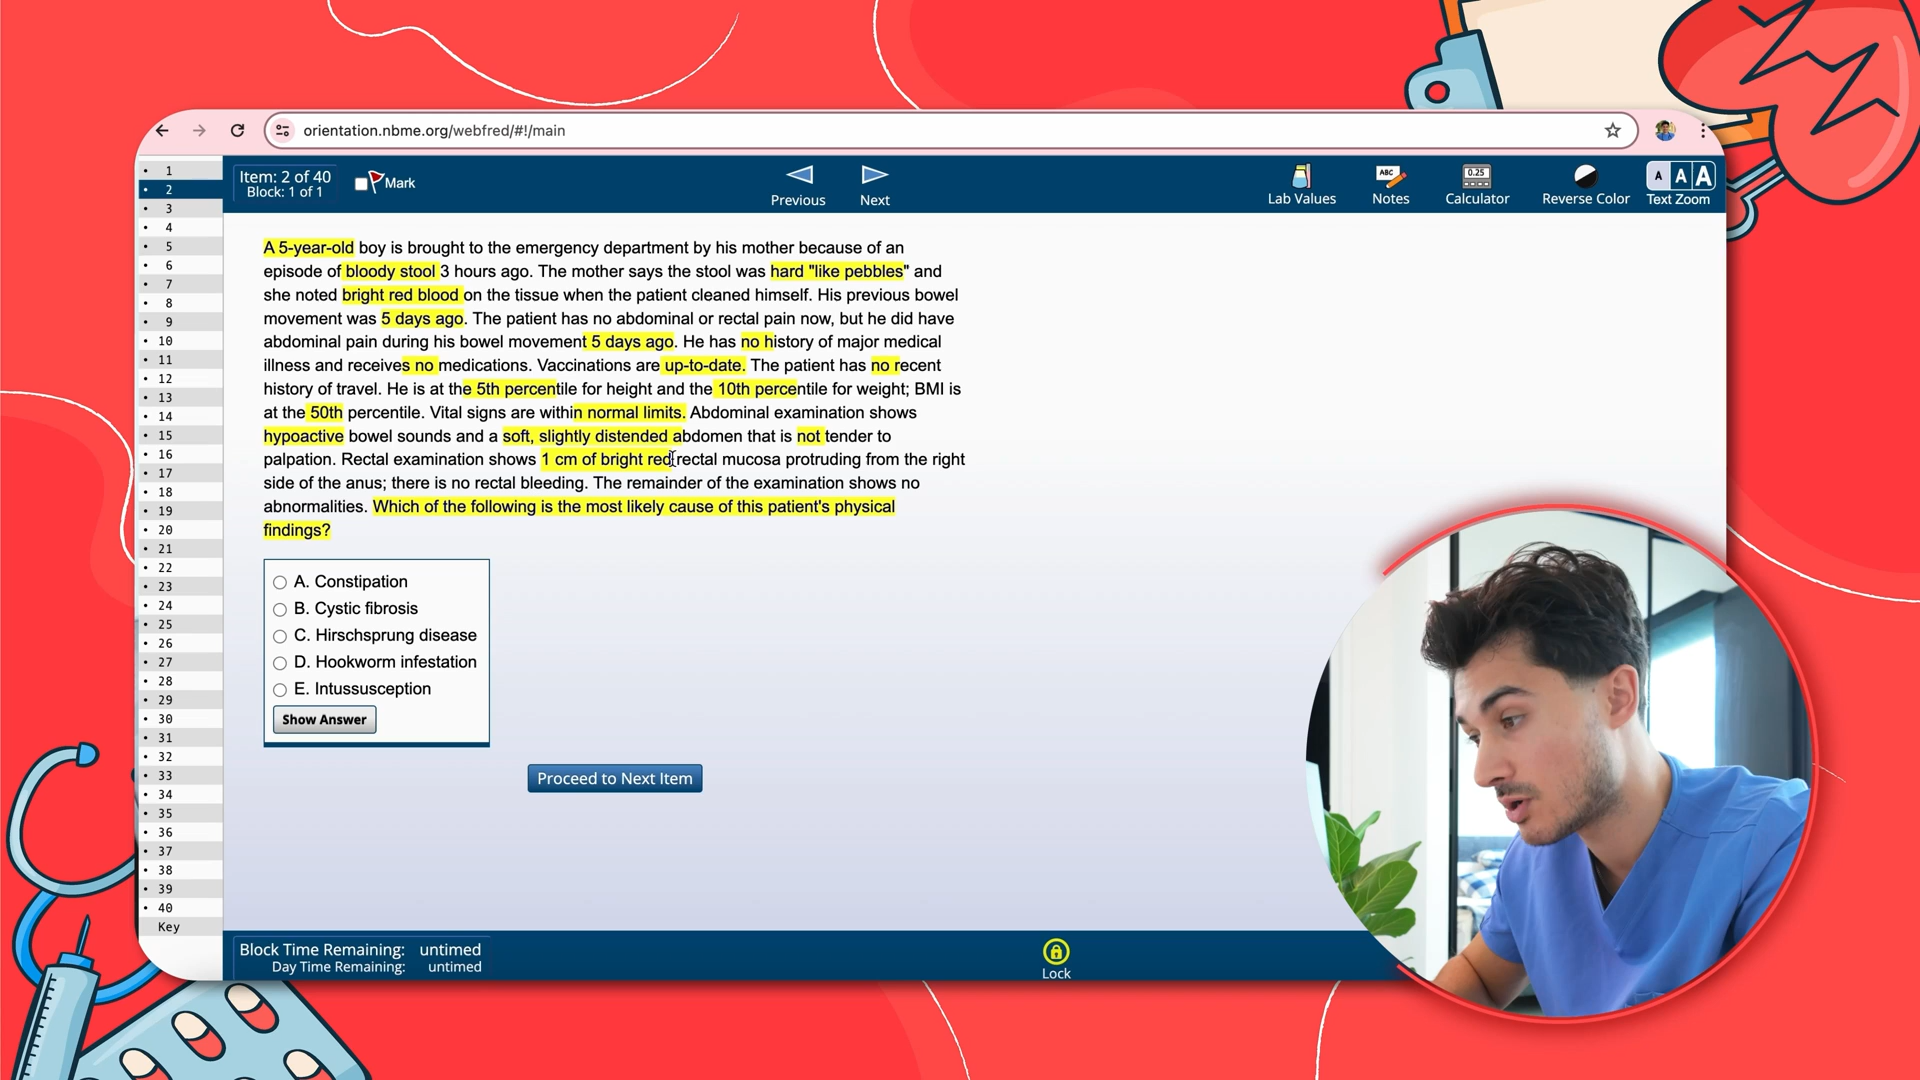 orientation.nbme.org/webfred/#!/main
Item: 2 of 40
Block: 1 of 1
Mark
Previous
Next
Lab Values
ABC
Notes
0.25
Calculator
Reverse Color
A A A
Text Zoom
1
2
3
4
5
6
7
8
9
10
11
12
13
14
15
16
17
18
19
20
21
22
23
24
25
26
27
28
29
30
31
32
33
34
35
36
37
38
39
40
Key
A 5-year-old boy is brought to the emergency department by his mother because of an
episode of bloody stool 3 hours ago. The mother says the stool was hard "like pebbles" and
she noted bright red blood on the tissue when the patient cleaned himself. His previous bowel
movement was 5 days ago. The patient has no abdominal or rectal pain now, but he did have
abdominal pain during his bowel movement 5 days ago. He has no history of major medical
illness and receives no medications. Vaccinations are up-to-date. The patient has no recent
history of travel. He is at the 5th percentile for height and the 10th percentile for weight; BMI is
at the 50th percentile. Vital signs are within normal limits. Abdominal examination shows
hypoactive bowel sounds and a soft, slightly distended abdomen that is not tender to
palpation. Rectal examination shows 1 cm of bright red rectal mucosa protruding from the right
side of the anus; there is no rectal bleeding. The remainder of the examination shows no
abnormalities. Which of the following is the most likely cause of this patient's physical
findings?
A. Constipation
B. Cystic fibrosis
C. Hirschsprung disease
D. Hookworm infestation
E. Intussusception
Show Answer
Proceed to Next Item
Block Time Remaining: untimed
Day Time Remaining: untimed
Lock